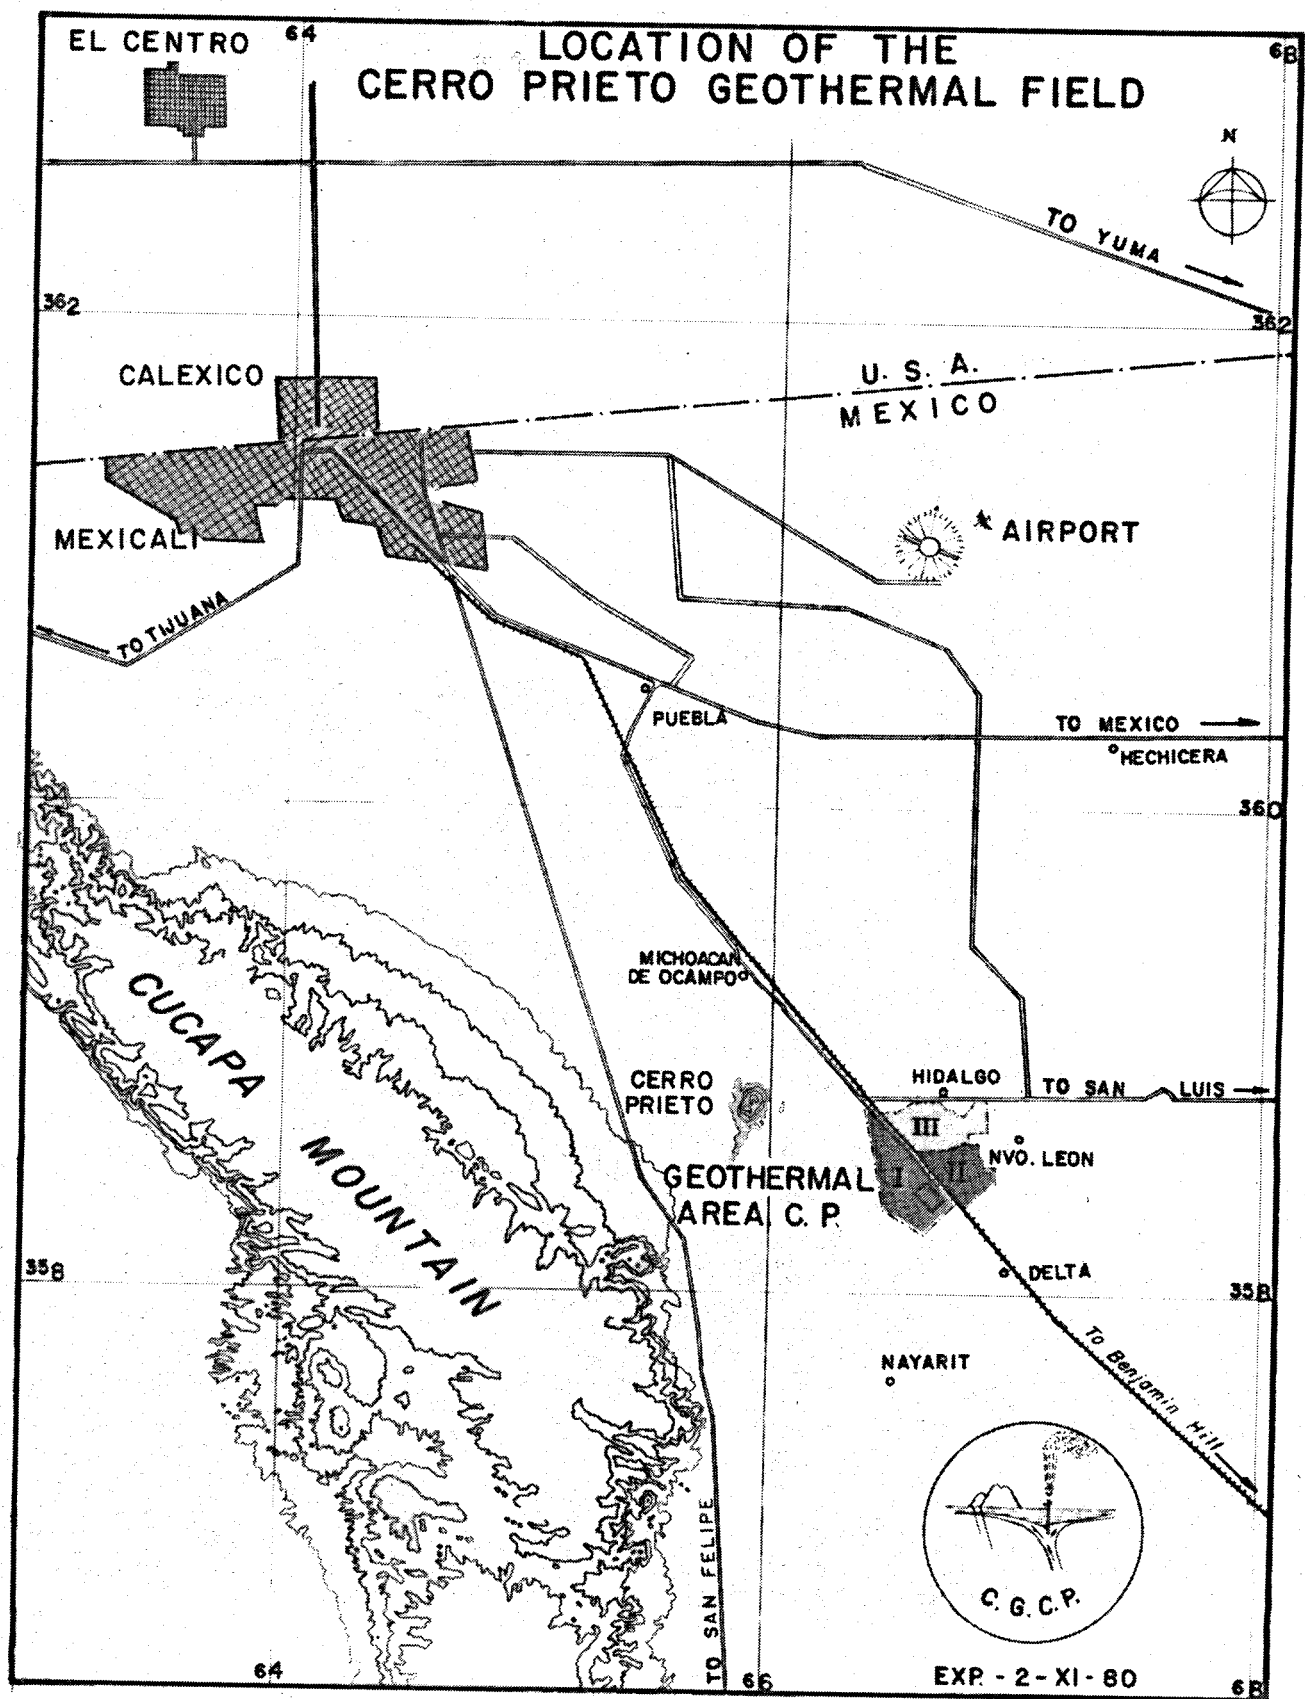 EL CENTRO
64
LOCATION OF THE
CERRO PRIETO GEOTHERMAL FIELD
68
N
TO YUMA
362
362
CALEXICO
U. S. A.
MEXICO
MEXICALI
AIRPORT
TO TIJUANA
PUEBLA
TO MEXICO
HECHICERA
360
MICHOACAN
DE OCAMPO
CUCAPA
MOUNTAIN
CERRO
PRIETO
HIDALGO
TO SAN LUIS
III
NVO. LEON
GEOTHERMAL
AREA C. P.
I
II
358
DELTA
358
To Benjamin Hill
NAYARIT
TO SAN FELIPE
C. G. C. P.
64
66
EXP. - 2 - XI - 80
68